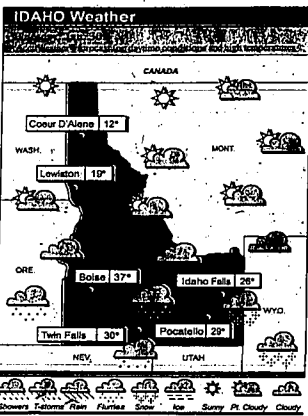 IDAHO Weather
CANADA
Coeur D'Alene 12°
WASH.
MONT.
Lewiston 19°
ORE.
Boise 37°
Idaho Falls 26°
WYO.
Twin Falls 30°
Pocatello 29°
NEV.
UTAH
Showers T-storms Rain Flurries Snow Ice Sunny Pt. Cloudy Cloudy